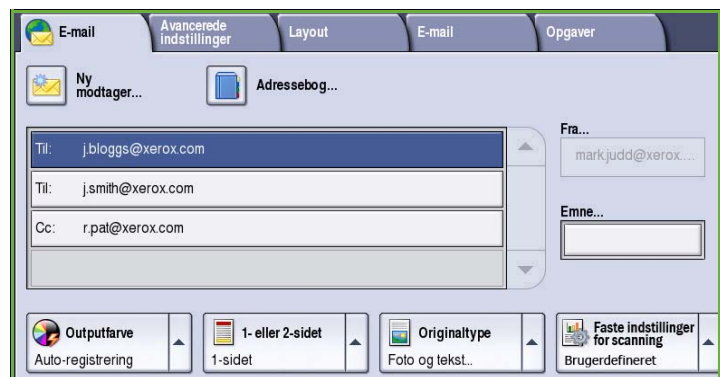 E-mail
Avancerede
indstillinger
Layout
E-mail
Opgaver
Ny
modtager...
Adressebog...
Til: j.bloggs@xerox.com
Til: j.smith@xerox.com
Cc: r.pat@xerox.com
Fra...
mark.judd@xerox....
Emne...
Outputfarve
Auto-registrering
1- eller 2-sidet
1-sidet
Originaltype
Foto og tekst...
Faste indstillinger
for scanning
Brugerdefineret